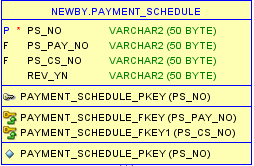 NEWBY.PAYMENT_SCHEDULE
P * PS_NO VARCHAR2 (50 BYTE)
F PS_PAY_NO VARCHAR2 (50 BYTE)
F PS_CS_NO VARCHAR2 (50 BYTE)
REV_YN VARCHAR2 (50 BYTE)
PAYMENT_SCHEDULE_PKEY (PS_NO)
PAYMENT_SCHEDULE_FKEY (PS_PAY_NO)
PAYMENT_SCHEDULE_FKEY1 (PS_CS_NO)
PAYMENT_SCHEDULE_PKEY (PS_NO)